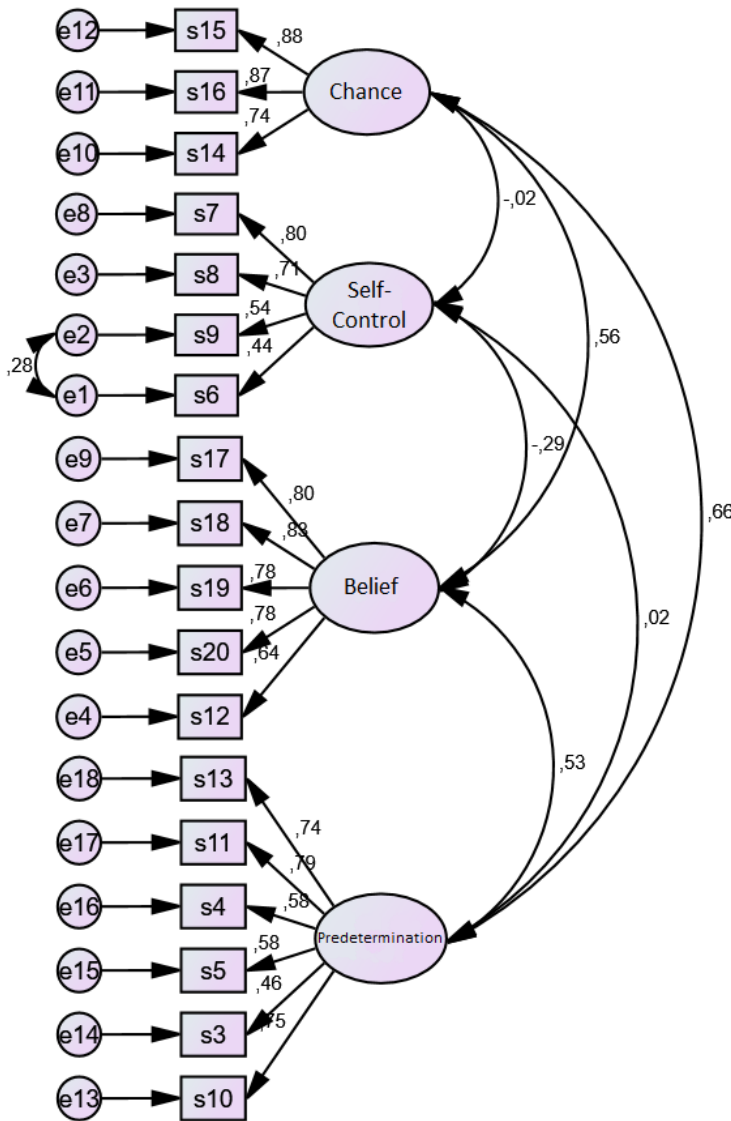 e12 s15 ,88
e11 s16 ,87 Chance
e10 s14 ,74
e8 s7 -,02
,80
e3 s8 ,71 Self-
Control
e2 s9 ,54 ,56
,28 ,44
e1 s6
e9 s17 -,29
,80 ,66
e7 s18 ,83
e6 s19 ,78 Belief
,78 ,02
e5 s20 ,64
e4 s12
e18 s13 ,53
,74
e17 s11 ,79
e16 s4 ,58
Predetermination
e15 s5 ,58
,46
e14 s3 ,75
e13 s10